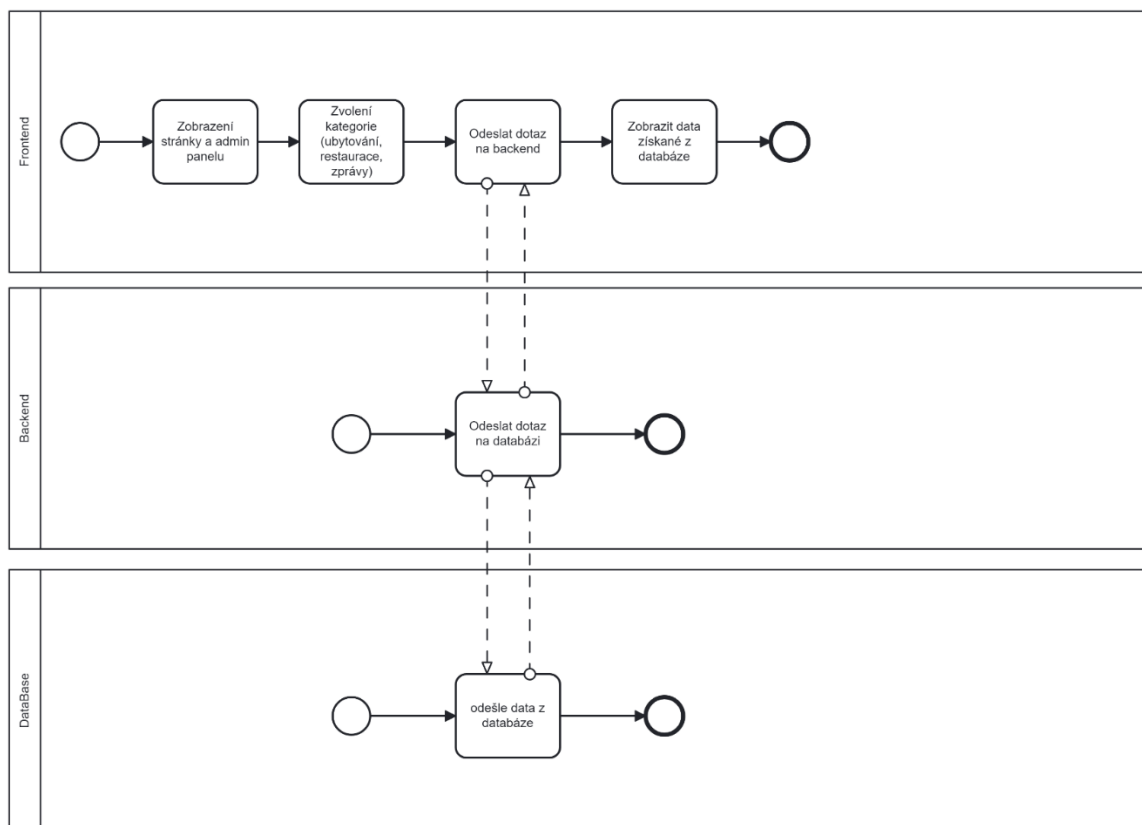 Frontend
Zobrazení
stránky a admin
panelu
Zvolení
kategorie
(ubytování,
restaurace,
zprávy)
Odeslat dotaz
na backend
Zobrazit data
získané z
databáze
Backend
Odeslat dotaz
na databázi
DataBase
odešle data z
databáze